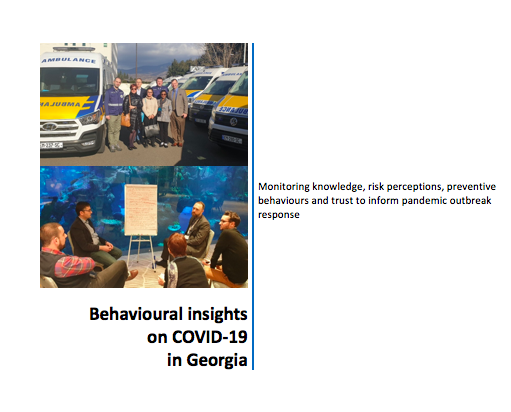 AMBULANCE
Monitoring knowledge, risk perceptions, preventive
behaviours and trust to inform pandemic outbreak
response
Behavioural insights
on COVID-19
in Georgia